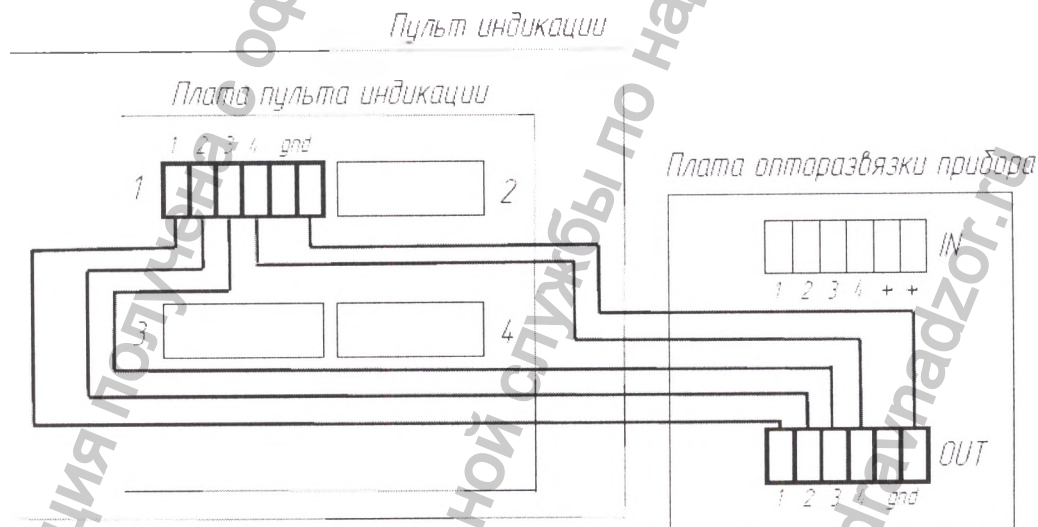 Пульт индикации
Плата пульта индикации
1 2 3 4 gnd
1
2
Плата опторазвязки прибора
IN
1 2 3 4 + +
3
4
OUT
1 2 3 4 gnd